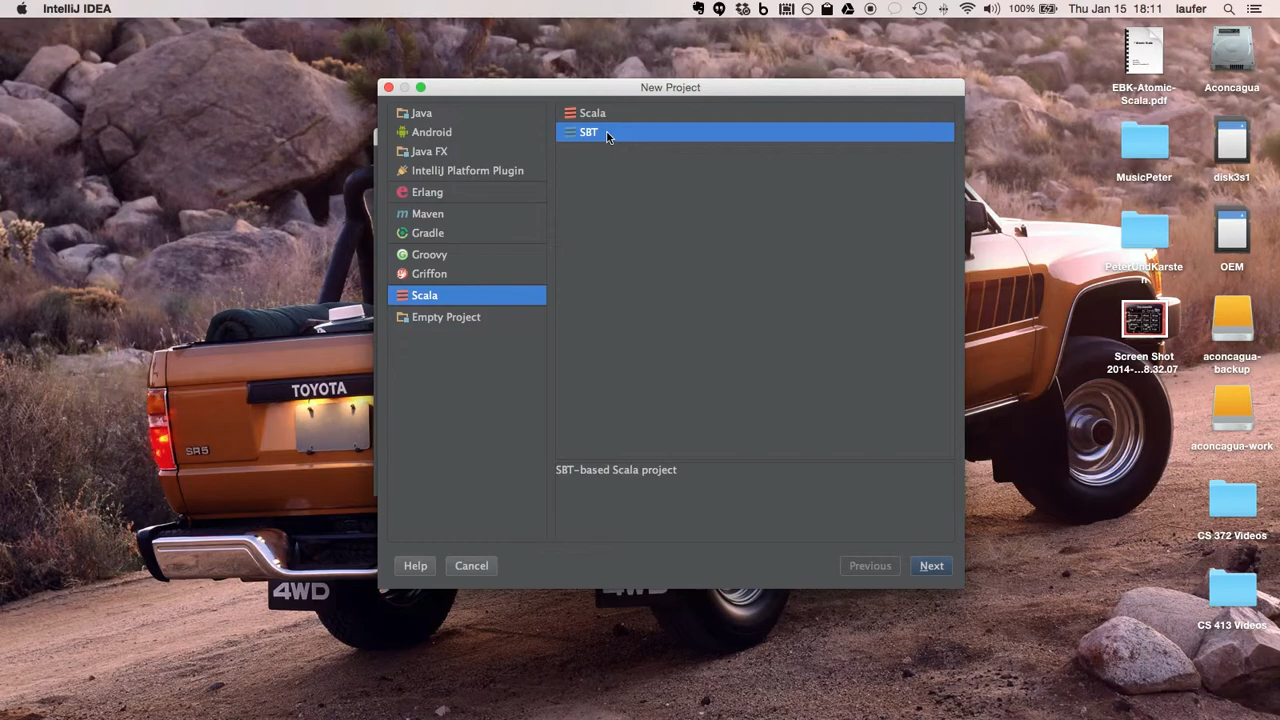 IntelliJ IDEA
100%
Thu Jan 15 18:11
laufer
New Project
Java
Android
Java FX
IntelliJ Platform Plugin
Erlang
Maven
Gradle
Groovy
Griffon
Scala
Empty Project
Scala
SBT
SBT-based Scala project
Help
Cancel
Previous
Next
EBK-Atomic-
Scala.pdf
Aconcagua
MusicPeter
disk3s1
PeterUndKarste
n
OEM
Screen Shot
2014-...8.32.07
aconcagua-
backup
aconcagua-work
CS 372 Videos
CS 413 Videos
TOYOTA
SR5
4WD
4WD